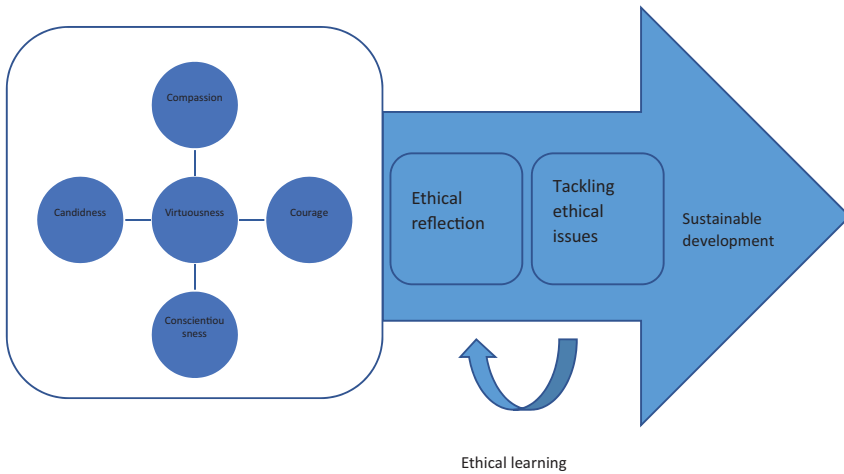 Compassion
Candidness
Virtuousness
Courage
Conscientiou
sness
Ethical
reflection
Tackling
ethical
issues
Sustainable
development
Ethical learning